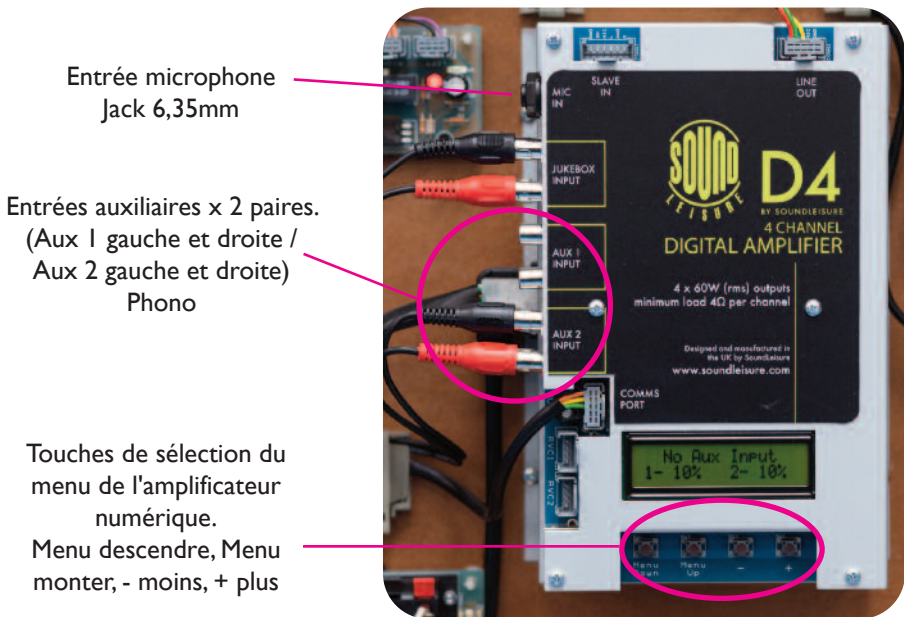 Entrée microphone
Jack 6,35mm
Entrées auxiliaires x 2 paires.
(Aux 1 gauche et droite /
Aux 2 gauche et droite)
Phono
Touches de sélection du
menu de l'amplificateur
numérique.
Menu descendre, Menu
monter, - moins, + plus
SLAVE
IN
LINE
OUT
MIC
IN
JUKEBOX
INPUT
AUX 1
INPUT
AUX 2
INPUT
SOUND
LEISURE
D4
BY SOUNDLEISURE
4 CHANNEL
DIGITAL AMPLIFIER
4 x 60W (rms) outputs
minimum load 4Ω per channel
Designed and manufactured in
the UK by SoundLeisure
www.soundleisure.com
COMMS
PORT
RVC1
RVC2
No Aux Input
1- 10% 2- 10%
Menu
Down
Menu
Up
-
+